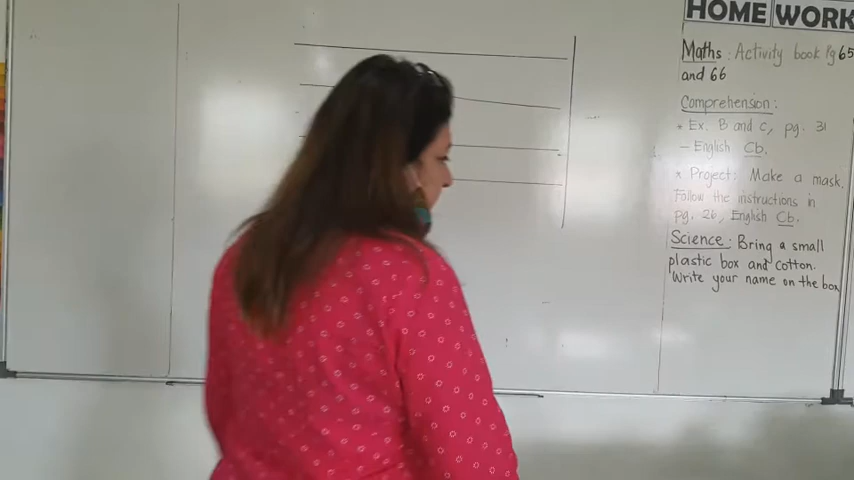 HOME WORK
Maths : Activity book Pg 65
and 66
Comprehension :
* Ex. B and C, pg. 31
– English Cb.
* Project: Make a mask.
Follow the instructions in
pg. 26, English Cb.
Science : Bring a small
plastic box and cotton.
Write your name on the box